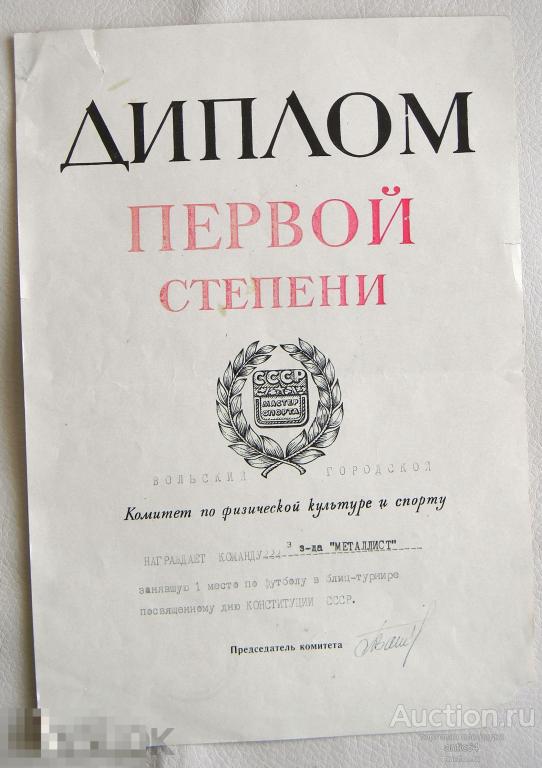 ДИПЛОМ
ПЕРВОЙ
СТЕПЕНИ
СССР
МАСТЕР
СПОРТА
ВОЛЬСКИЙ ГОРОДСКОЙ
Комитет по физической культуре и спорту
НАГРАЖДАЕТ КОМАНДУ з-да "МЕТАЛЛИСТ"
занявшую 1 место по футболу в блиц-турнире
посвященному дню КОНСТИТУЦИИ СССР.
Председатель комитета
Auction.ru
antic64